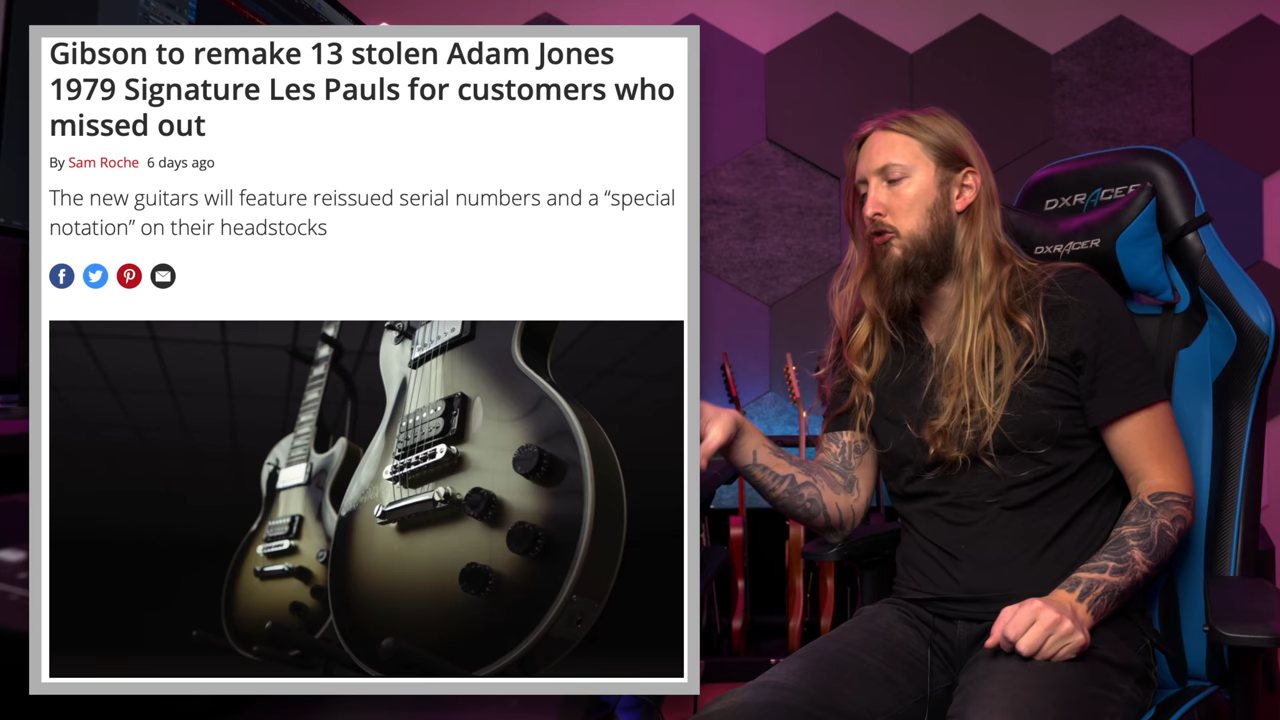 Gibson to remake 13 stolen Adam Jones
1979 Signature Les Pauls for customers who
missed out
By Sam Roche 6 days ago
The new guitars will feature reissued serial numbers and a “special
notation” on their headstocks
DXRACER
DXRACER